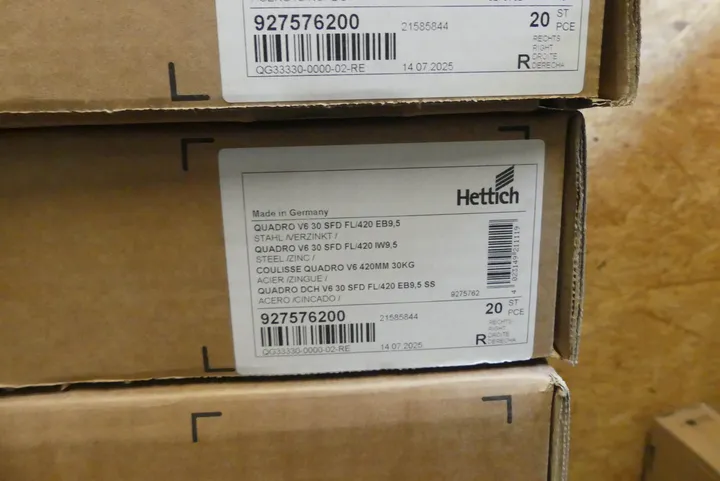 927576200
21585844
20 ST
PCE
QG33330-0000-02-RE
14.07.2025
R
RECHTS
RIGHT
DROITE
DERECHA
Hettich
Made in Germany
QUADRO V6 30 SFD FL/420 EB9,5
STAHL /VERZINKT /
QUADRO V6 30 SFD FL/420 IW9,5
STEEL /ZINC /
COULISSE QUADRO V6 420MM 30KG
ACIER /ZINGUE /
QUADRO DCH V6 30 SFD FL/420 EB9,5 SS
ACERO /CINCADO /
9275762
4 023149 211119
927576200
21585844
20 ST
PCE
QG33330-0000-02-RE
14.07.2025
R
RECHTS
RIGHT
DROITE
DERECHA